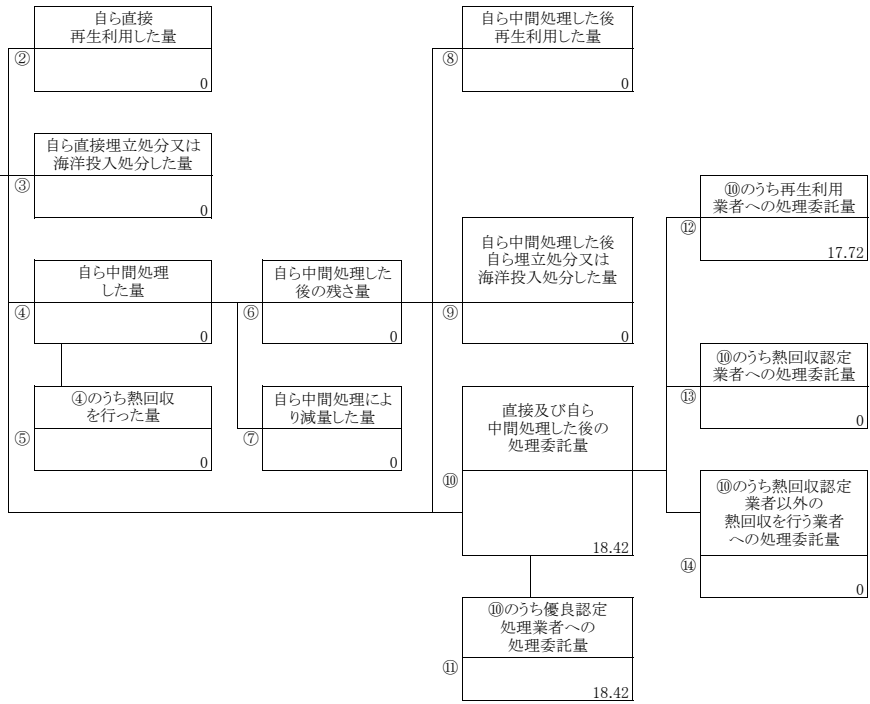 自ら直接
再生利用した量
②
0
自ら直接埋立処分又は
海洋投入処分した量
③
0
自ら中間処理
した量
④
0
④のうち熱回収
を行った量
⑤
0
自ら中間処理した
後の残さ量
⑥
0
自ら中間処理によ
り減量した量
⑦
0
自ら中間処理した後
再生利用した量
⑧
0
自ら中間処理した後
自ら埋立処分又は
海洋投入処分した量
⑨
0
直接及び自ら
中間処理した後の
処理委託量
⑩
18.42
⑩のうち優良認定
処理業者への
処理委託量
⑪
18.42
⑩のうち再生利用
業者への処理委託量
⑫
17.72
⑩のうち熱回収認定
業者への処理委託量
⑬
0
⑩のうち熱回収認定
業者以外の
熱回収を行う業者
への処理委託量
⑭
0